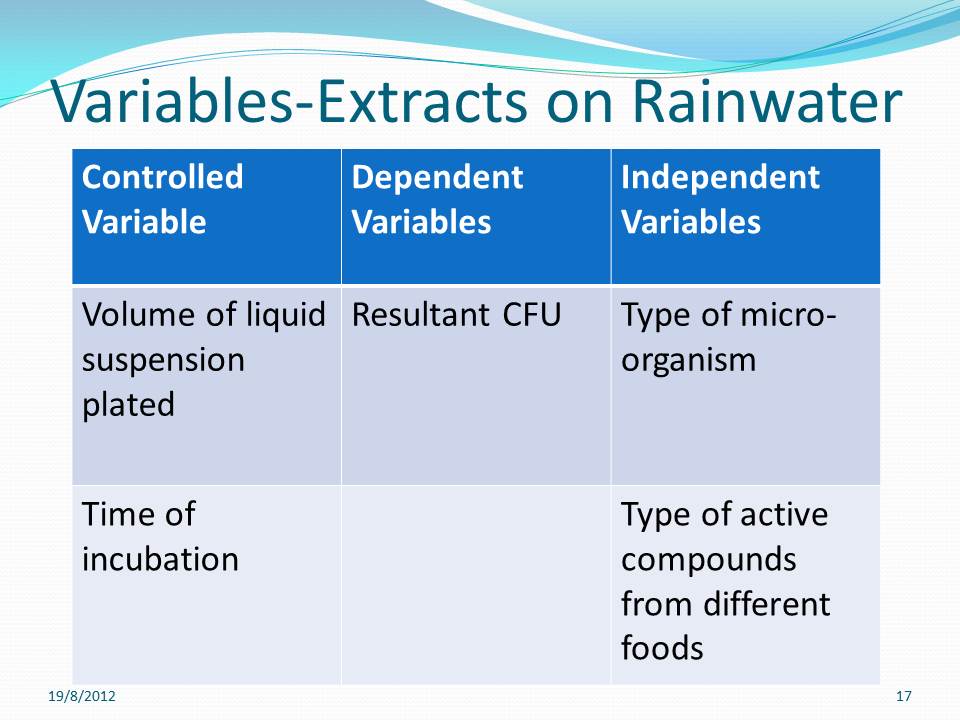 Variables-Extracts on Rainwater
Controlled
Variable
Dependent
Variables
Independent
Variables
Volume of liquid
suspension
plated
Resultant CFU
Type of micro-
organism
Time of
incubation
Type of active
compounds
from different
foods
19/8/2012
17